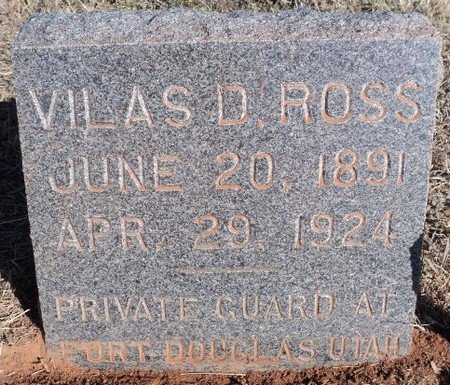 VILAS D. ROSS
JUNE 20, 1891
APR. 29, 1924
PRIVATE GUARD AT
FORT DOUGLAS UTAH